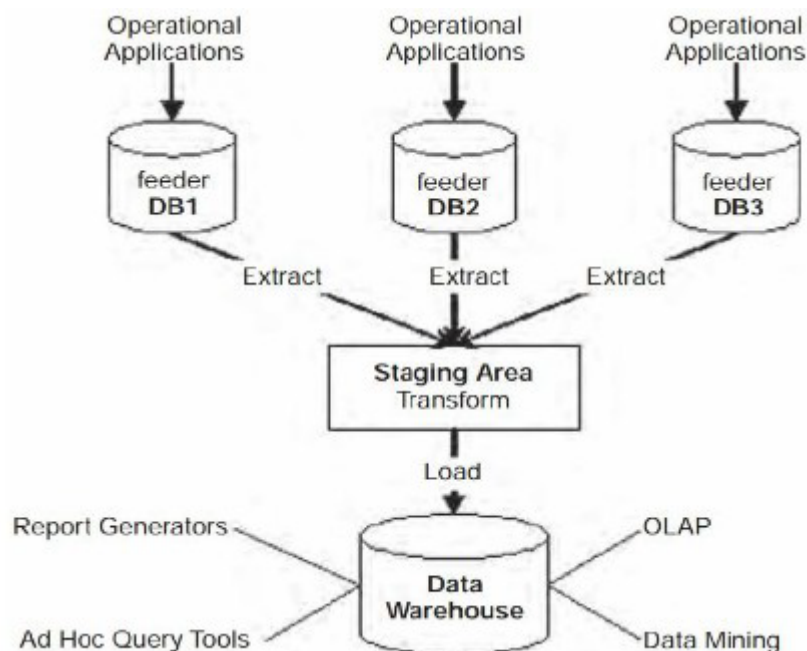 Operational
Applications
Operational
Applications
Operational
Applications
feeder
DB1
feeder
DB2
feeder
DB3
Extract
Extract
Extract
Staging Area
Transform
Load
Report Generators
OLAP
Data
Warehouse
Ad Hoc Query Tools
Data Mining